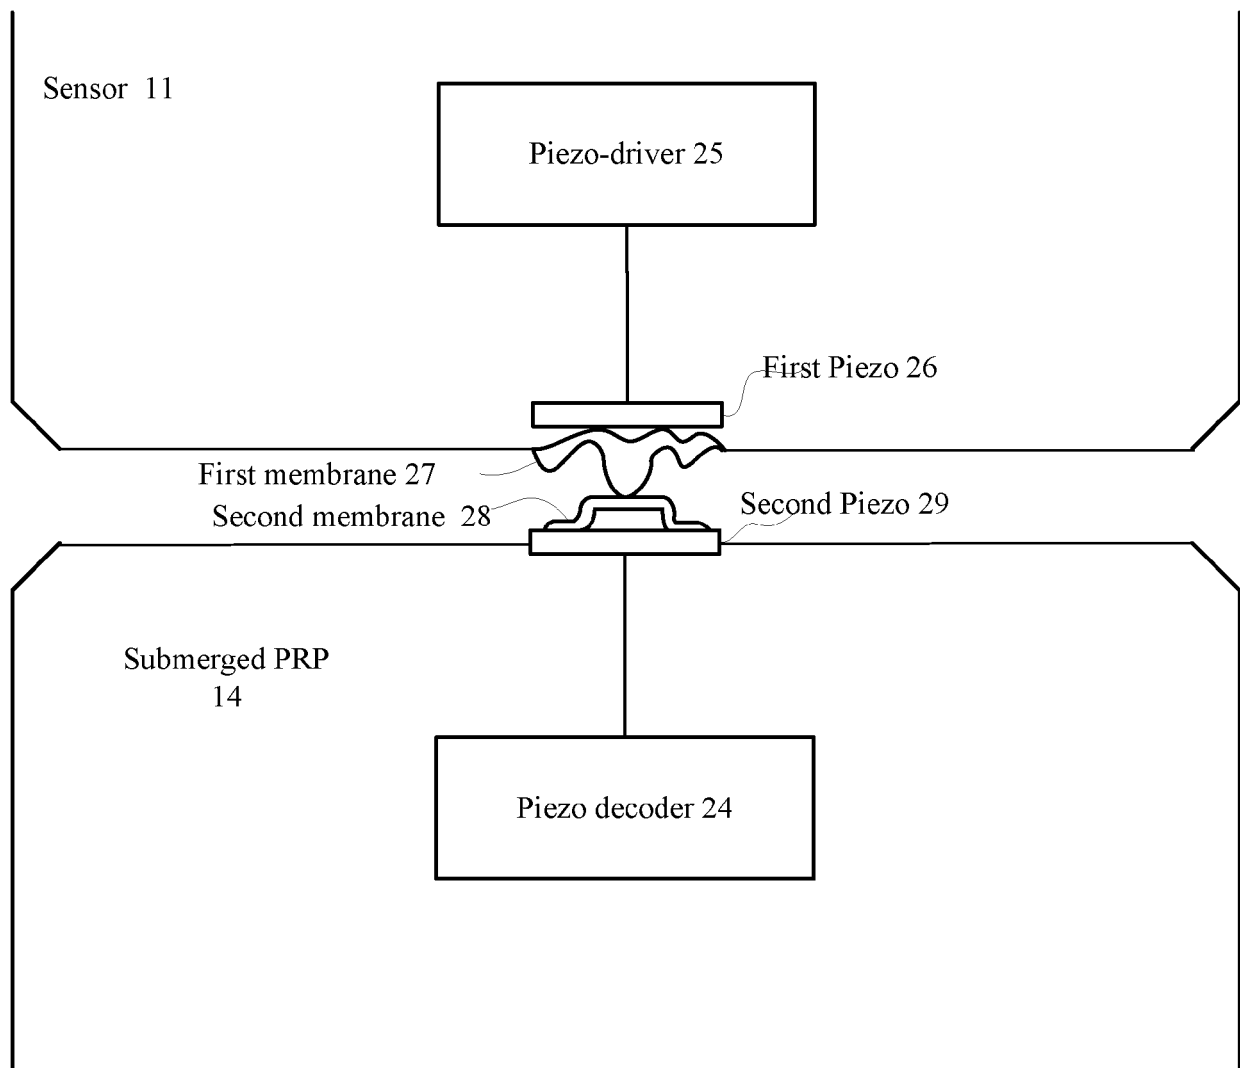 Sensor 11
Piezo-driver 25
First Piezo 26
First membrane 27
Second Piezo 29
Second membrane 28
Submerged PRP
14
Piezo decoder 24